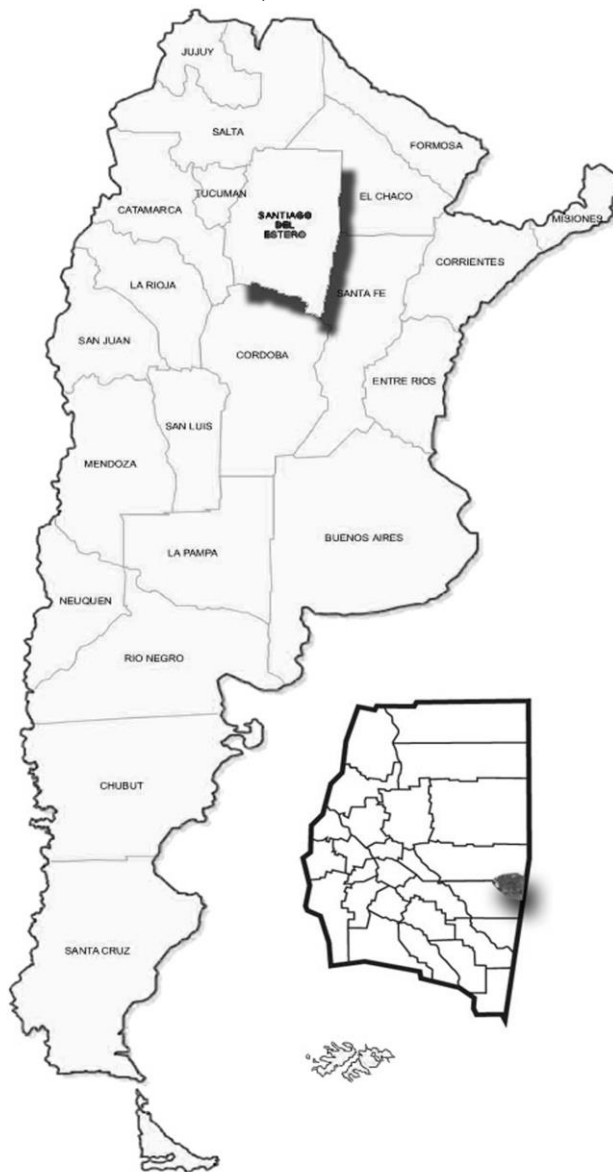 JUJUY
SALTA
FORMOSA
TUCUMAN
EL CHACO
CATAMARCA
SANTIAGO
DEL
ESTERO
MISIONES
CORRIENTES
LA RIOJA
SANTA FE
SAN JUAN
CORDOBA
ENTRE RIOS
SAN LUIS
MENDOZA
BUENOS AIRES
LA PAMPA
NEUQUEN
RIO NEGRO
CHUBUT
SANTA CRUZ